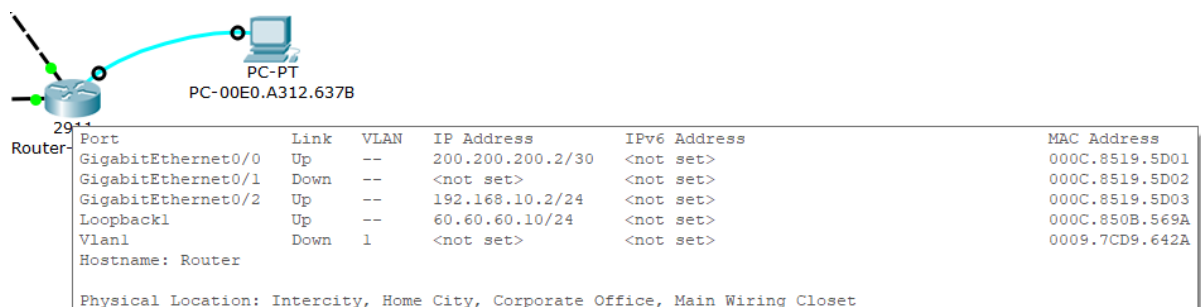 PC-PT
PC-00E0.A312.637B
2911
Router-
Port Link VLAN IP Address IPv6 Address MAC Address
GigabitEthernet0/0 Up -- 200.200.200.2/30 <not set> 000C.8519.5D01
GigabitEthernet0/1 Down -- <not set> <not set> 000C.8519.5D02
GigabitEthernet0/2 Up -- 192.168.10.2/24 <not set> 000C.8519.5D03
Loopback1 Up -- 60.60.60.10/24 <not set> 000C.850B.569A
Vlan1 Down 1 <not set> <not set> 0009.7CD9.642A
Hostname: Router
Physical Location: Intercity, Home City, Corporate Office, Main Wiring Closet